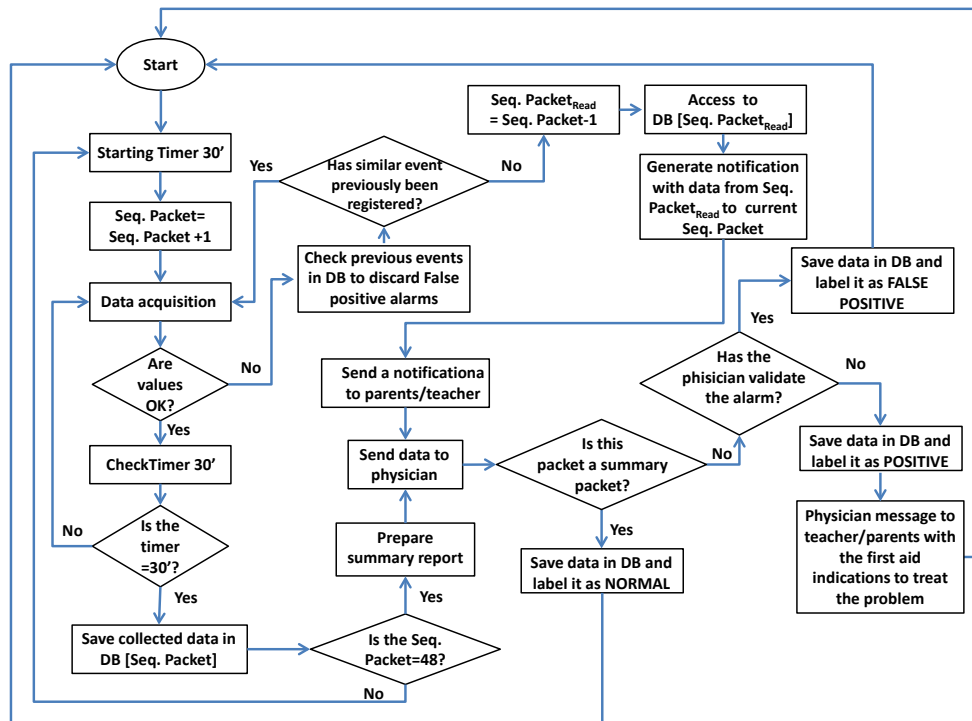 Start
Starting Timer 30'
Seq. Packet=
Seq. Packet +1
Data acquisition
Are
values
OK?
No
Yes
CheckTimer 30'
Is the
timer
=30'?
No
Yes
Save collected data in
DB [Seq. Packet]
Is the Seq.
Packet=48?
No
Yes
Prepare
summary report
Check previous events
in DB to discard False
positive alarms
Has similar event
previously been
registered?
Yes
No
Seq. PacketRead
= Seq. Packet-1
Access to
DB [Seq. PacketRead]
Generate notification
with data from Seq.
PacketRead to current
Seq. Packet
Send a notificationa
to parents/teacher
Send data to
physician
Is this
packet a summary
packet?
No
Yes
Save data in DB and
label it as NORMAL
Has the
phisician validate
the alarm?
Yes
No
Save data in DB and
label it as FALSE
POSITIVE
Save data in DB and
label it as POSITIVE
Physician message to
teacher/parents with
the first aid
indications to treat
the problem